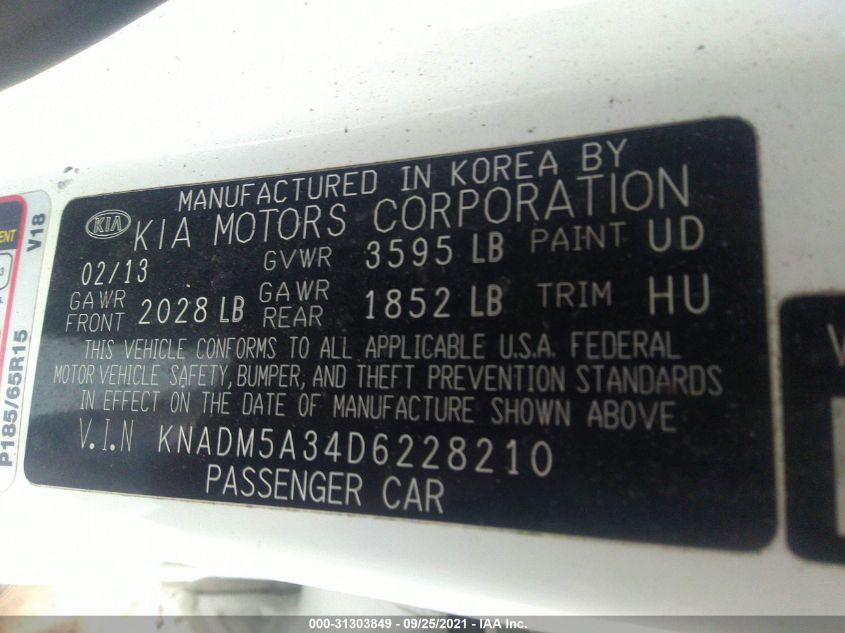 MANUFACTURED IN KOREA BY
KIA KIA MOTORS CORPORATION
02/13 GVWR 3595 LB PAINT UD
GAWR FRONT 2028 LB GAWR REAR 1852 LB TRIM HU
THIS VEHICLE CONFORMS TO ALL APPLICABLE U.S.A. FEDERAL
MOTOR VEHICLE SAFETY, BUMPER, AND THEFT PREVENTION STANDARDS
IN EFFECT ON THE DATE OF MANUFACTURE SHOWN ABOVE
V.I.N KNADM5A34D6228210
PASSENGER CAR
V18
P185/65R15
000-31303849 - 09/25/2021 - IAA Inc.